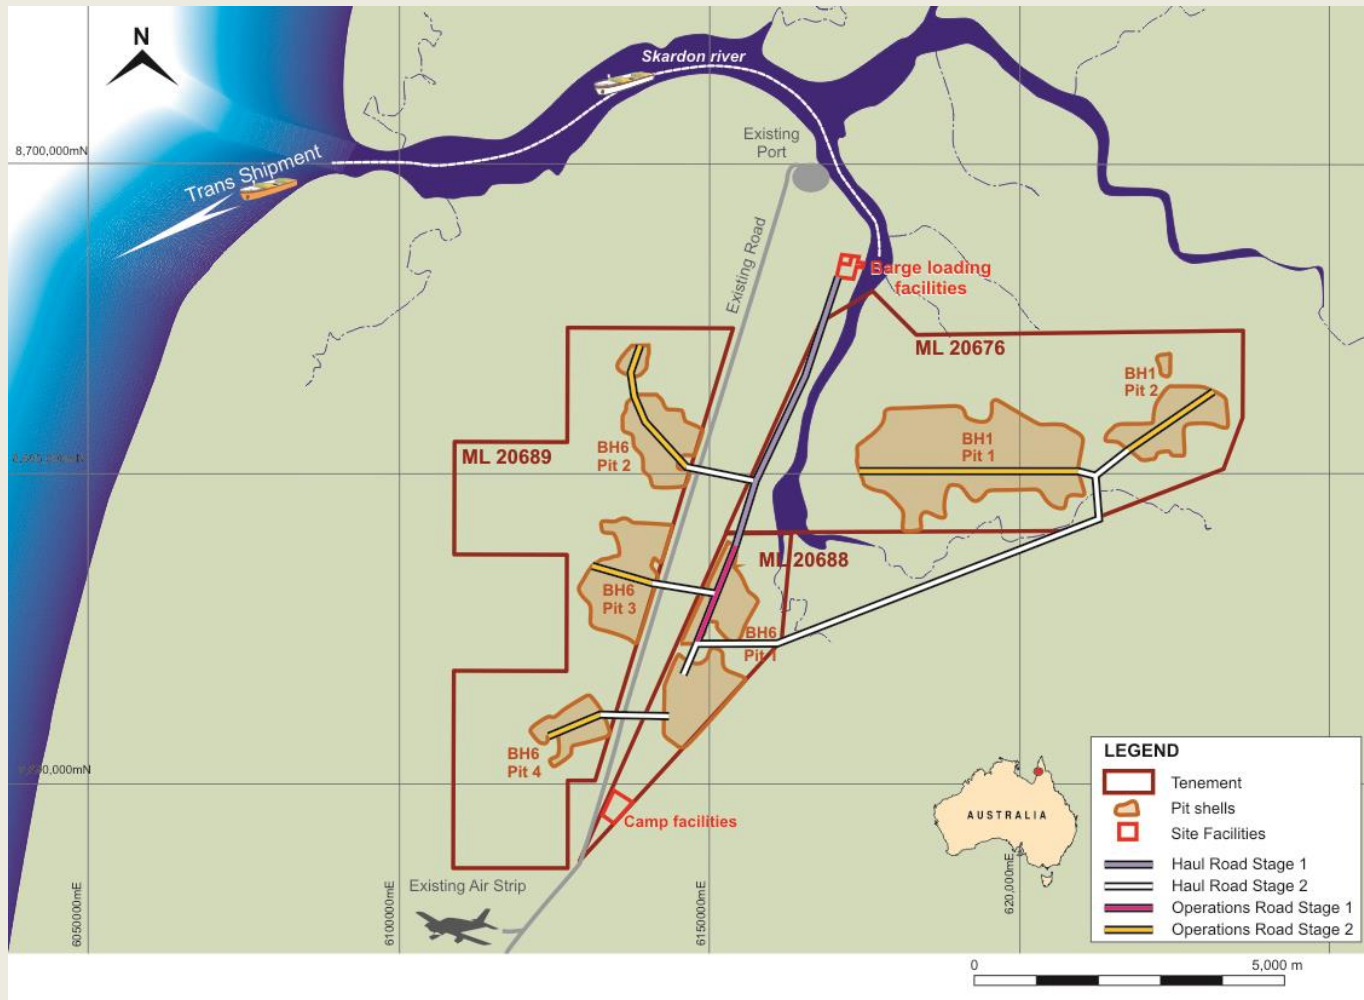 N
Skardon river
8,700,000mN
Trans Shipment
Existing
Port
Existing Road
Barge loading
facilities
ML 20676
BH1
Pit 2
BH6
Pit 2
ML 20689
BH1
Pit 1
ML 20688
BH6
Pit 3
BH6
Pit 1
BH6
Pit 4
Camp facilities
Existing Air Strip
6050000mE
6100000mE
6150000mE
620,000mE
AUSTRALIA
LEGEND
Tenement
Pit shells
Site Facilities
Haul Road Stage 1
Haul Road Stage 2
Operations Road Stage 1
Operations Road Stage 2
0 5,000 m